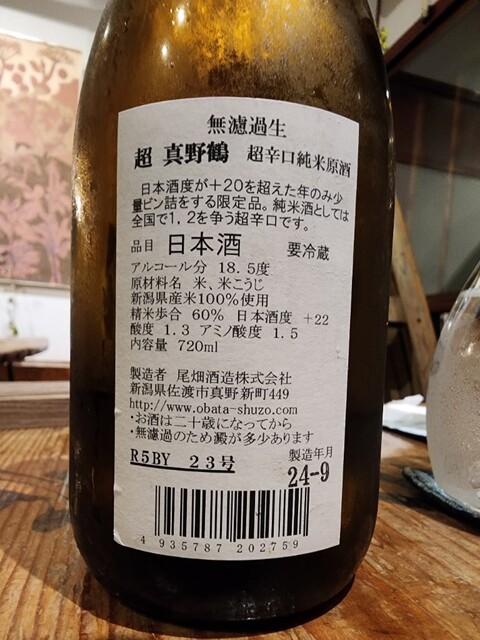 無濾過生
超 真野鶴 超辛口純米原酒
日本酒度が＋20を超えた年のみ少
量ビン詰をする限定品。純米酒としては
全国で1,2を争う超辛口です。
品目 日本酒 要冷蔵
アルコール分 18.5度
原材料名 米、米こうじ
新潟県産米100%使用
精米歩合 60% 日本酒度 +22
酸度 1.3 アミノ酸度 1.5
内容量 720ml
製造者 尾畑酒造株式会社
新潟県佐渡市真野新町449
http://www.obata-shuzo.com
・お酒は二十歳になってから
・無濾過のため澱が多少あります
R5BY 23号 製造年月
24-9
4 935787 202759